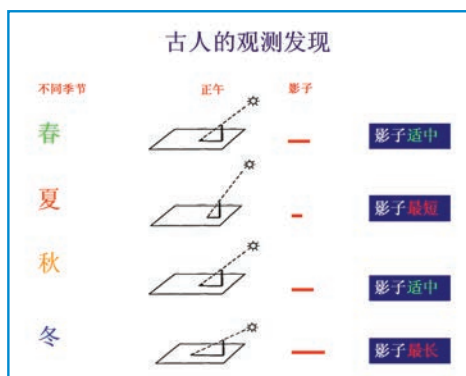 古人的观测发现
不同季节 正午 影子
春 影子适中
夏 影子最短
秋 影子适中
冬 影子最长